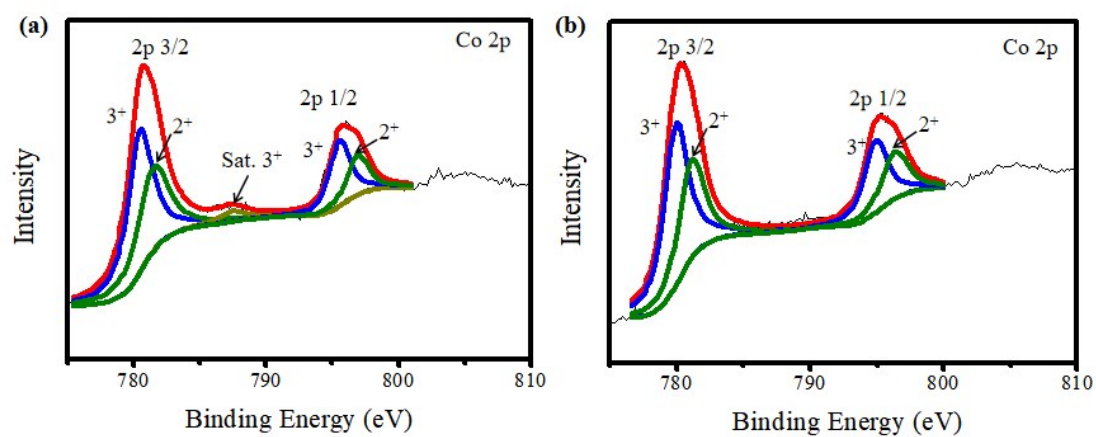 (a)
Co 2p
2p 3/2
3⁺
2⁺
Sat. 3⁺
2p 1/2
3⁺
2⁺
Intensity
780
790
800
810
Binding Energy (eV)
(b)
Co 2p
2p 3/2
3⁺
2⁺
2p 1/2
3⁺
2⁺
Intensity
780
790
800
810
Binding Energy (eV)